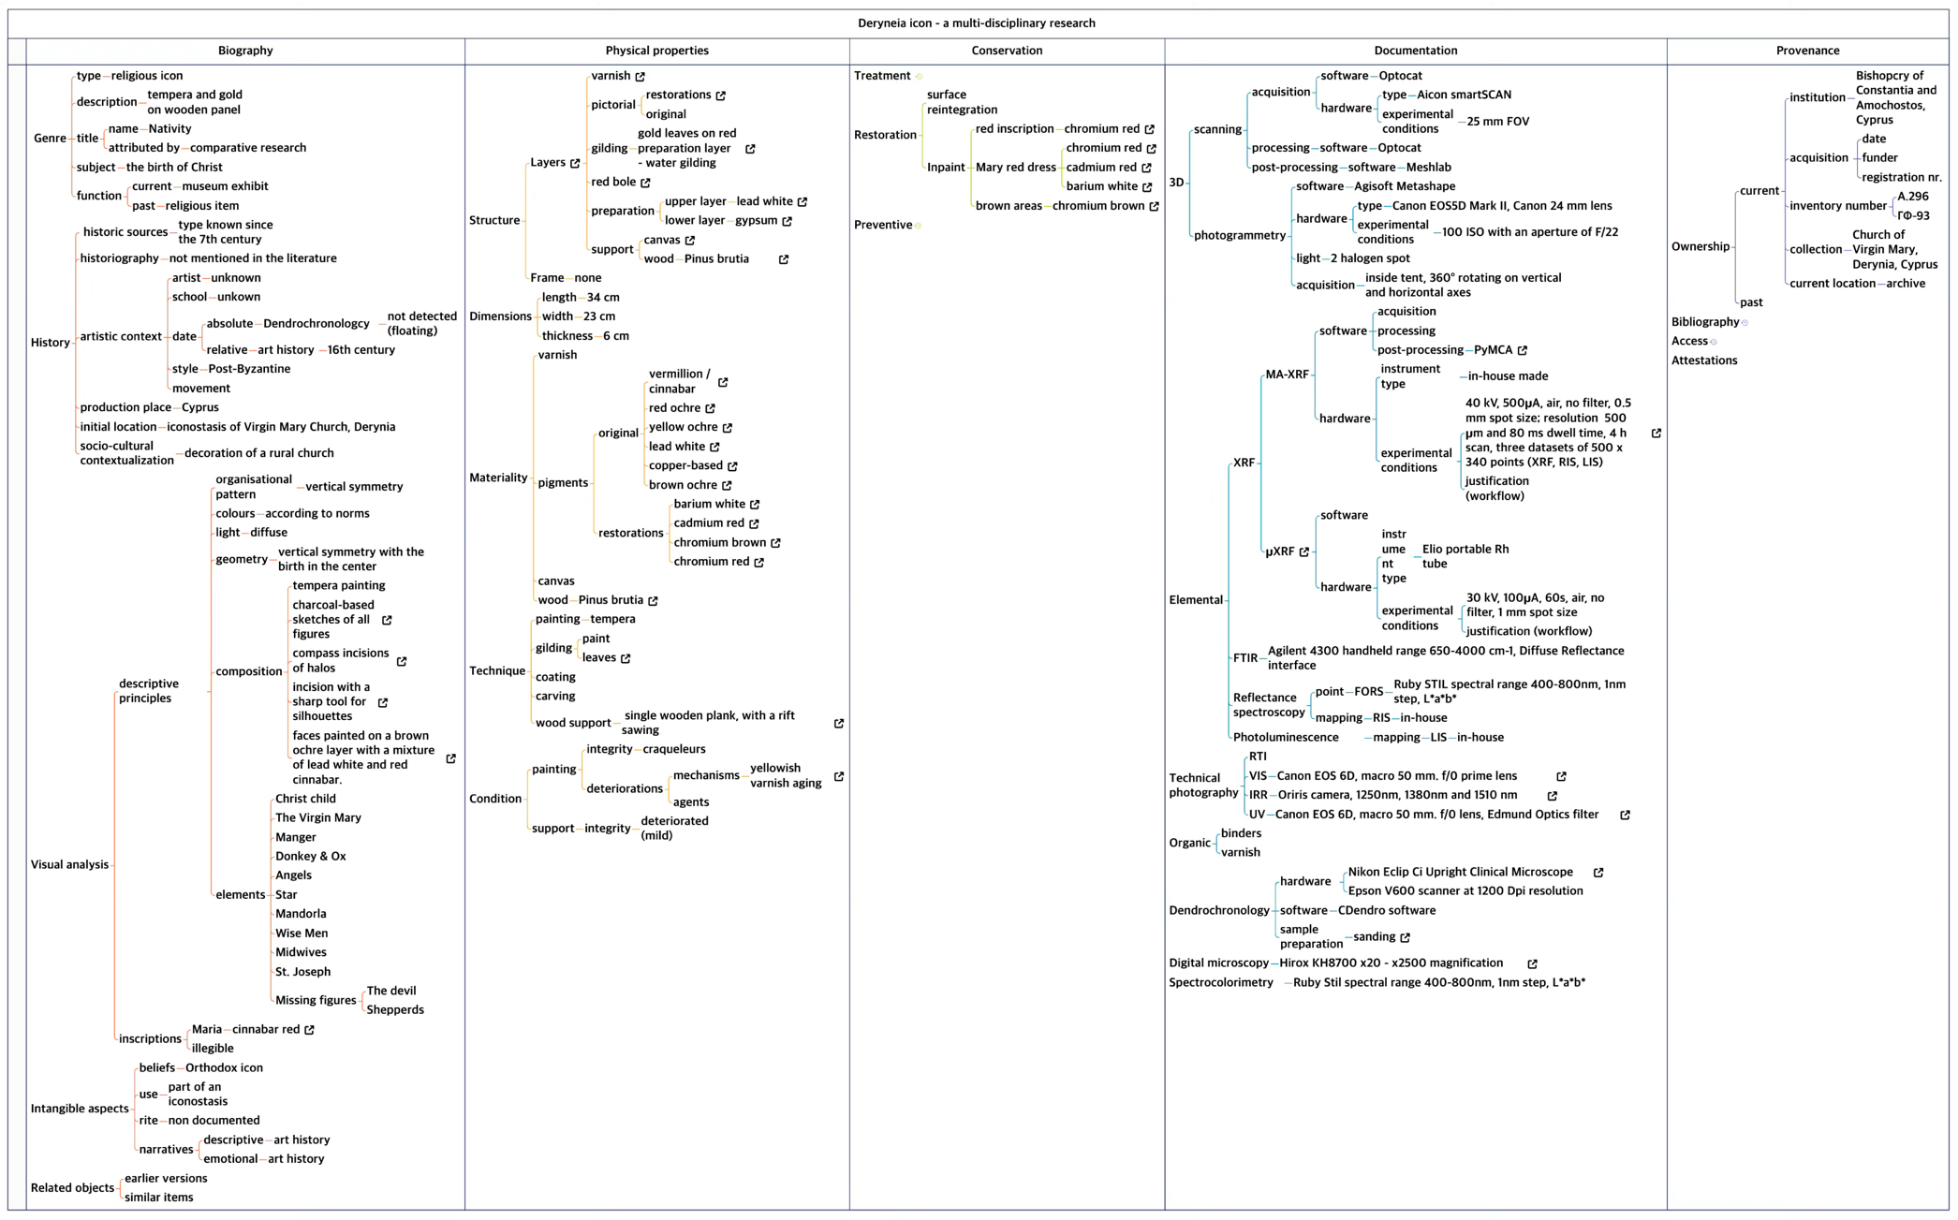 Deryneia icon - a multi-disciplinary research
Biography
Genre
type
religious icon
description
tempera and gold
on wooden panel
title
name
Nativity
attributed by
comparative research
subject
the birth of Christ
function
current
museum exhibit
past
religious item
History
historic sources
type known since
the 7th century
historiography
not mentioned in the literature
artistic context
artist
unknown
school
unkown
date
absolute
Dendrochronologcy
not detected
(floating)
relative
art history
16th century
style
Post-Byzantine
movement
production place
Cyprus
initial location
iconostasis of Virgin Mary Church, Derynia
socio-cultural
contextualization
decoration of a rural church
Visual analysis
descriptive
principles
organisational
pattern
vertical symmetry
colours
according to norms
light
diffuse
geometry
vertical symmetry with the
birth in the center
composition
tempera painting
charcoal-based
sketches of all
figures
compass incisions
of halos
incision with a
sharp tool for
silhouettes
faces painted on a brown
ochre layer with a mixture
of lead white and red
cinnabar.
elements
Christ child
The Virgin Mary
Manger
Donkey & Ox
Angels
Star
Mandorla
Wise Men
Midwives
St. Joseph
Missing figures
The devil
Shepperds
inscriptions
Maria
cinnabar red
illegible
Intangible aspects
beliefs
Orthodox icon
use
part of an
iconostasis
rite
non documented
narratives
descriptive
art history
emotional
art history
Related objects
earlier versions
similar items
Physical properties
Structure
Layers
varnish
pictorial
restorations
original
gilding
gold leaves on red
preparation layer
- water gilding
red bole
preparation
upper layer
lead white
lower layer
gypsum
support
canvas
wood
Pinus brutia
Frame
none
Dimensions
length
34 cm
width
23 cm
thickness
6 cm
Materiality
varnish
pigments
original
vermillion /
cinnabar
red ochre
yellow ochre
lead white
copper-based
brown ochre
restorations
barium white
cadmium red
chromium brown
chromium red
canvas
wood
Pinus brutia
Technique
painting
tempera
gilding
paint
leaves
coating
carving
wood support
single wooden plank, with a rift
sawing
Condition
painting
integrity
craqueleurs
deteriorations
mechanisms
yellowish
varnish aging
agents
support
integrity
deteriorated
(mild)
Conservation
Treatment
Restoration
surface
reintegration
Inpaint
red inscription
chromium red
Mary red dress
chromium red
cadmium red
barium white
brown areas
chromium brown
Preventive
Documentation
3D
scanning
acquisition
software
Optocat
hardware
type
Aicon smartSCAN
experimental
conditions
25 mm FOV
processing
software
Optocat
post-processing
software
Meshlab
photogrammetry
software
Agisoft Metashape
hardware
type
Canon EOS5D Mark II, Canon 24 mm lens
experimental
conditions
100 ISO with an aperture of F/22
light
2 halogen spot
acquisition
inside tent, 360° rotating on vertical
and horizontal axes
Elemental
XRF
MA-XRF
software
acquisition
processing
post-processing
PyMCA
hardware
instrument
type
in-house made
experimental
conditions
40 kV, 500µA, air, no filter, 0.5
mm spot size; resolution 500
µm and 80 ms dwell time, 4 h
scan, three datasets of 500 x
340 points (XRF, RIS, LIS)
justification
(workflow)
µXRF
software
hardware
instr
ume
nt
type
Elio portable Rh
tube
experimental
conditions
30 kV, 100µA, 60s, air, no
filter, 1 mm spot size
justification (workflow)
FTIR
Agilent 4300 handheld range 650-4000 cm-1, Diffuse Reflectance
interface
Reflectance
spectroscopy
point
FORS
Ruby STIL spectral range 400-800nm, 1nm
step, L*a*b*
mapping
RIS
in-house
Photoluminescence
mapping
LIS
in-house
Technical
photography
RTI
VIS
Canon EOS 6D, macro 50 mm. f/0 prime lens
IRR
Oriris camera, 1250nm, 1380nm and 1510 nm
UV
Canon EOS 6D, macro 50 mm. f/0 lens, Edmund Optics filter
Organic
binders
varnish
Dendrochronology
hardware
Nikon Eclip Ci Upright Clinical Microscope
Epson V600 scanner at 1200 Dpi resolution
software
CDendro software
sample
preparation
sanding
Digital microscopy
Hirox KH8700 x20 - x2500 magnification
Spectrocolorimetry
Ruby Stil spectral range 400-800nm, 1nm step, L*a*b*
Provenance
Ownership
current
institution
Bishopcry of
Constantia and
Amochostos,
Cyprus
acquisition
date
funder
registration nr.
inventory number
A.296
ΓΦ-93
collection
Church of
Virgin Mary,
Derynia, Cyprus
current location
archive
past
Bibliography
Access
Attestations